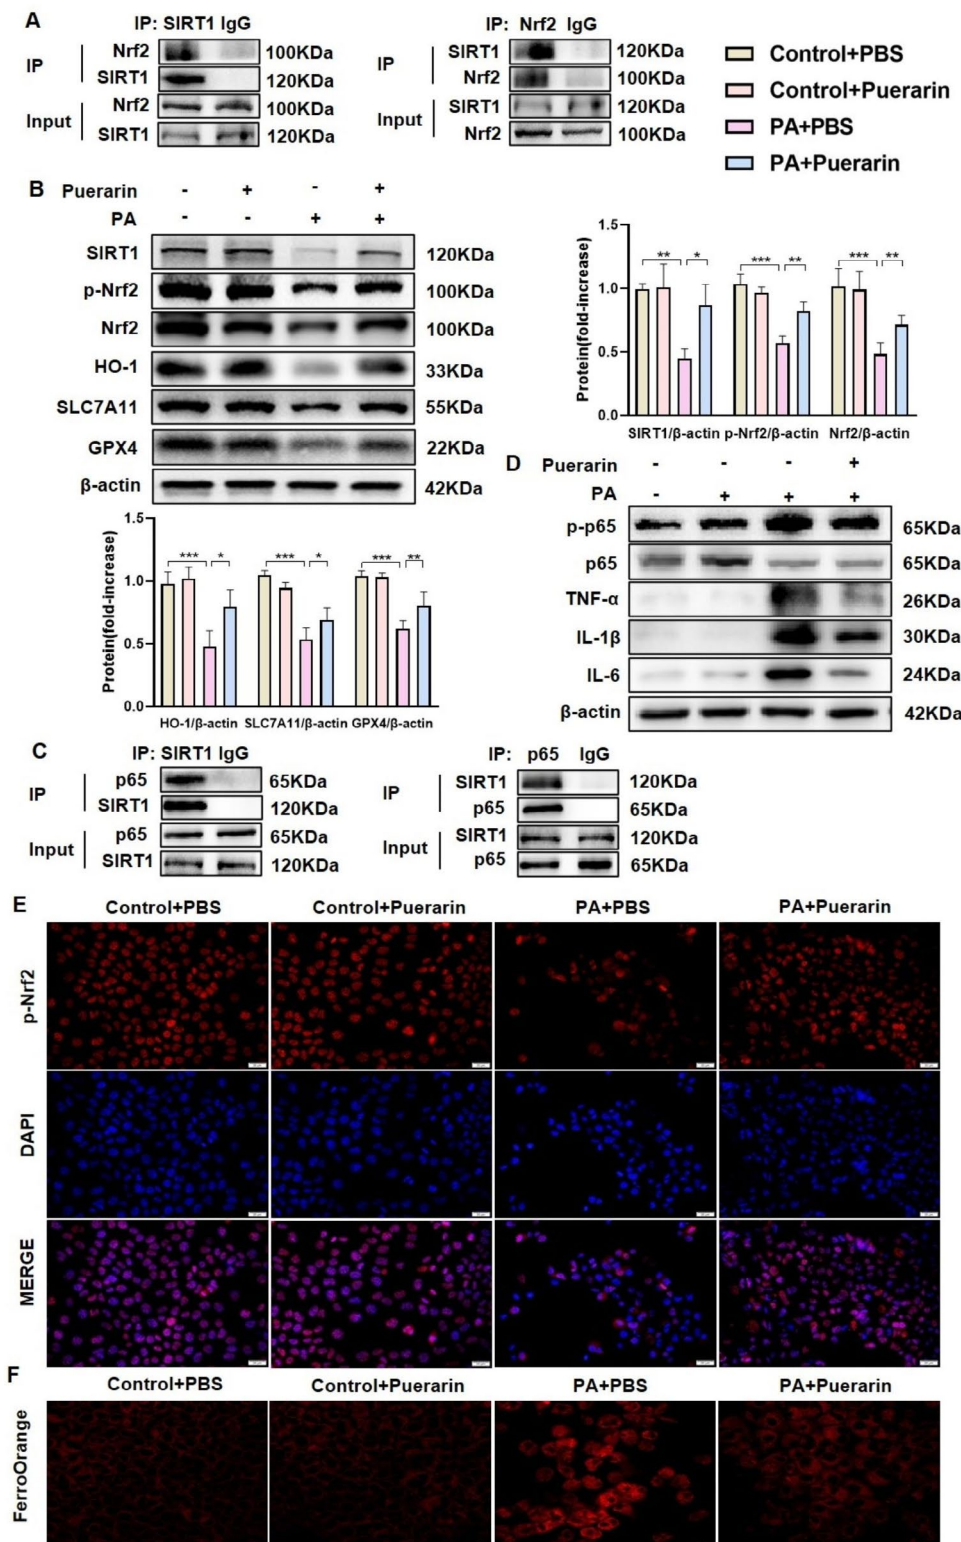 A
IP: SIRT1 IgG
IP
Nrf2 100KDa
SIRT1 120KDa
Input
Nrf2 100KDa
SIRT1 120KDa
IP: Nrf2 IgG
IP
SIRT1 120KDa
Nrf2 100KDa
Input
SIRT1 120KDa
Nrf2 100KDa
Control+PBS
Control+Puerarin
PA+PBS
PA+Puerarin
B
Puerarin - + - +
PA - - + +
SIRT1 120KDa
p-Nrf2 100KDa
Nrf2 100KDa
HO-1 33KDa
SLC7A11 55KDa
GPX4 22KDa
β-actin 42KDa
Protein(fold-increase)
1.5
1.0
0.5
0.0
** * *** ** *** **
SIRT1/β-actin p-Nrf2/β-actin Nrf2/β-actin
Protein(fold-increase)
1.5
1.0
0.5
0.0
*** * *** * *** **
HO-1/β-actin SLC7A11/β-actin GPX4/β-actin
D
Puerarin - - - +
PA - + + +
p-p65 65KDa
p65 65KDa
TNF-α 26KDa
IL-1β 30KDa
IL-6 24KDa
β-actin 42KDa
C
IP: SIRT1 IgG
IP
p65 65KDa
SIRT1 120KDa
Input
p65 65KDa
SIRT1 120KDa
IP: p65 IgG
IP
SIRT1 120KDa
p65 65KDa
Input
SIRT1 120KDa
p65 65KDa
E
Control+PBS Control+Puerarin PA+PBS PA+Puerarin
p-Nrf2
DAPI
MERGE
F
Control+PBS Control+Puerarin PA+PBS PA+Puerarin
FerroOrange